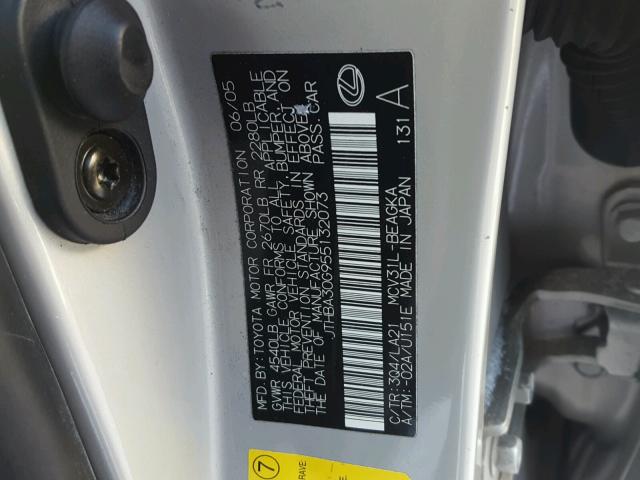 MFD.BY:TOYOTA MOTOR CORPORATION 06/05
GVWR 4540LB GAWR FR 2670LB RR 2280LB
THIS VEHICLE CONFORMS TO ALL APPLICABLE
FEDERAL MOTOR VEHICLE SAFETY, BUMPER, AND
THEFT PREVENTION STANDARDS IN EFFECT ON
THE DATE OF MANUFACTURE SHOWN ABOVE.
JTHBA30G955132073 PASS.CAR
C/TR:3Q4/LA21 MCV31L-BEAGKA
A/TM:-02A/U151E MADE IN JAPAN 131 A
7